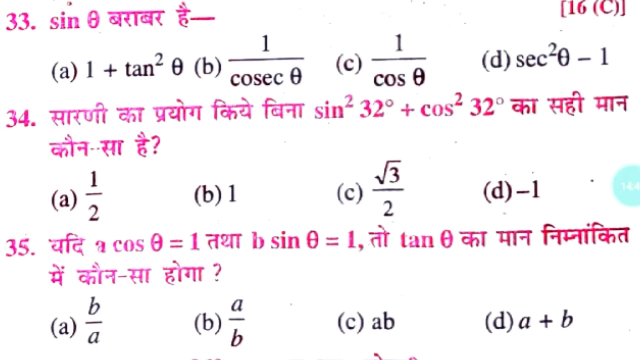 33. sin θ बराबर है— [16 (C)]
(a) 1 + tan² θ (b) 1/cosec θ (c) 1/cos θ (d) sec²θ – 1
34. सारणी का प्रयोग किये बिना sin² 32° + cos² 32° का सही मान
कौन-सा है?
(a) 1/2 (b) 1 (c) √3/2 (d) –1
35. यदि a cos θ = 1 तथा b sin θ = 1, तो tan θ का मान निम्नांकित
में कौन-सा होगा ?
(a) b/a (b) a/b (c) ab (d) a + b